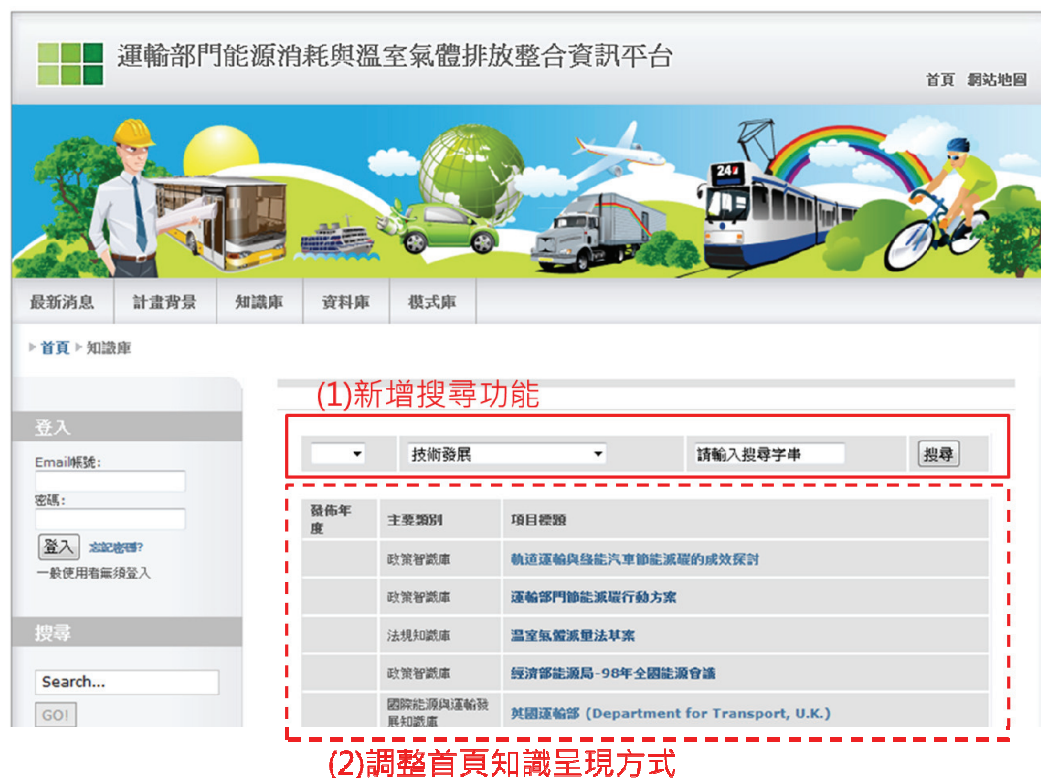 運輸部門能源消耗與溫室氣體排放整合資訊平台
首頁 網站地圖
24
最新消息 計畫背景 知識庫 資料庫 模式庫
首頁 知識庫
(1)新增搜尋功能
登入
技術發展 請輸入搜尋字串 搜尋
Email帳號:
密碼:
登入 忘記密碼?
一般使用者無須登入
發佈年度 主要類別 項目標題
政策智識庫 軌道運輸與綠能汽車節能減碳的成效探討
政策智識庫 運輸部門節能減碳行動方案
法規知識庫 溫室氣體減量法草案
政策智識庫 經濟部能源局-98年全國能源會議
國際能源與運輸發展知識庫 英國運輸部 (Department for Transport, U.K.)
搜尋
Search...
GO!
(2)調整首頁知識呈現方式